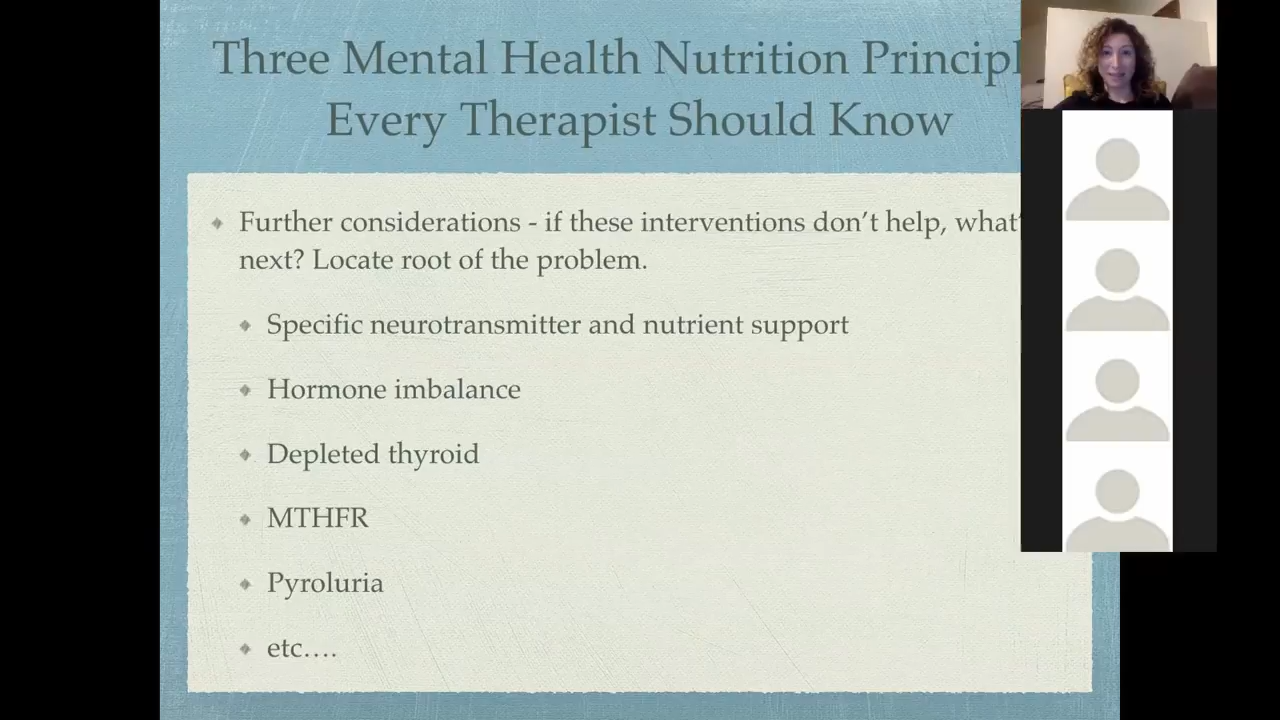 Three Mental Health Nutrition Principl
Every Therapist Should Know
Further considerations - if these interventions don’t help, what’
next? Locate root of the problem.
Specific neurotransmitter and nutrient support
Hormone imbalance
Depleted thyroid
MTHFR
Pyroluria
etc….